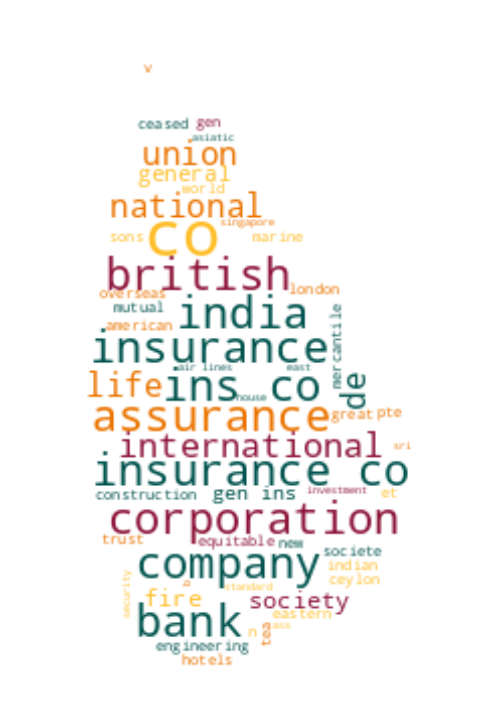 v
ceased gen
asiatic
union
general
world
national
singapore
sons co marine
british
overseas london
mutual india
american
mercantile
insurance
air lines east
life ins co
house
de
assurance great pte
international sri
insurance co
construction gen ins investment et
corporation
trust equitable new
company societe
indian
ceylon
security
standard
fire society
eastern
bank n ass
tea
engineering
hotels